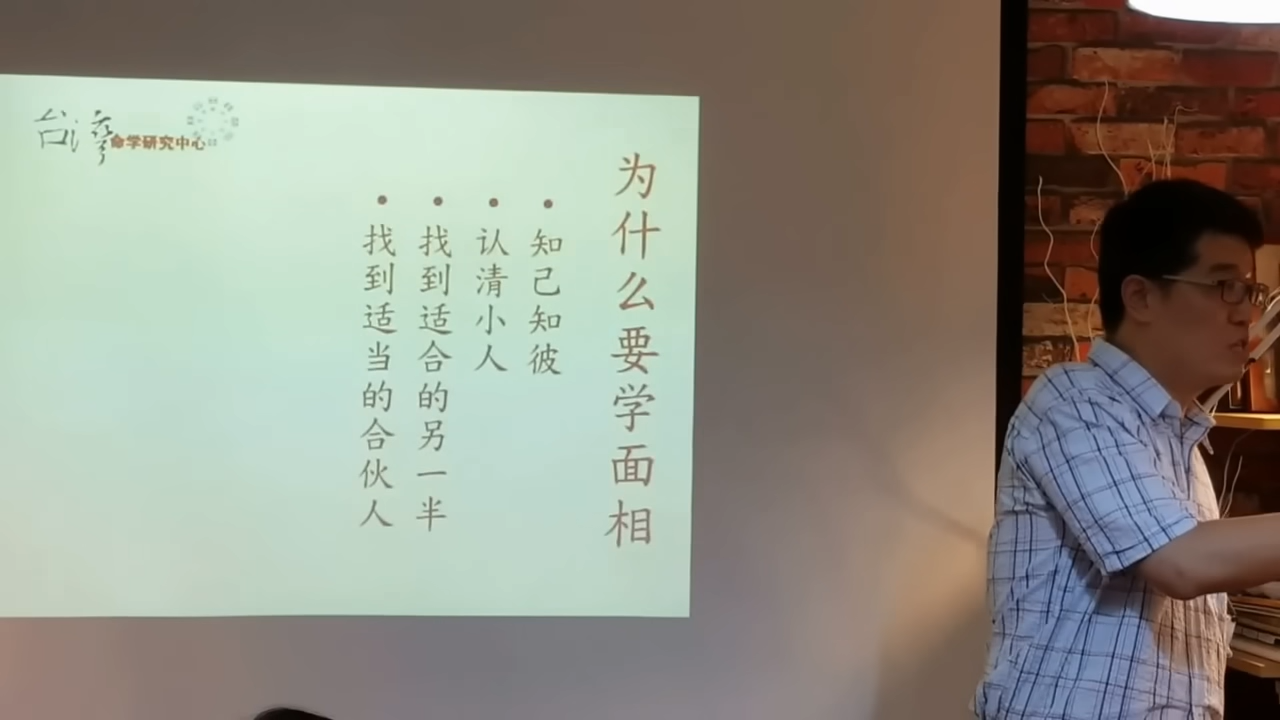 台湾
命学研究中心
为什么要学面相
• 知己知彼
• 认清小人
• 找到适合的另一半
• 找到适当的合伙人